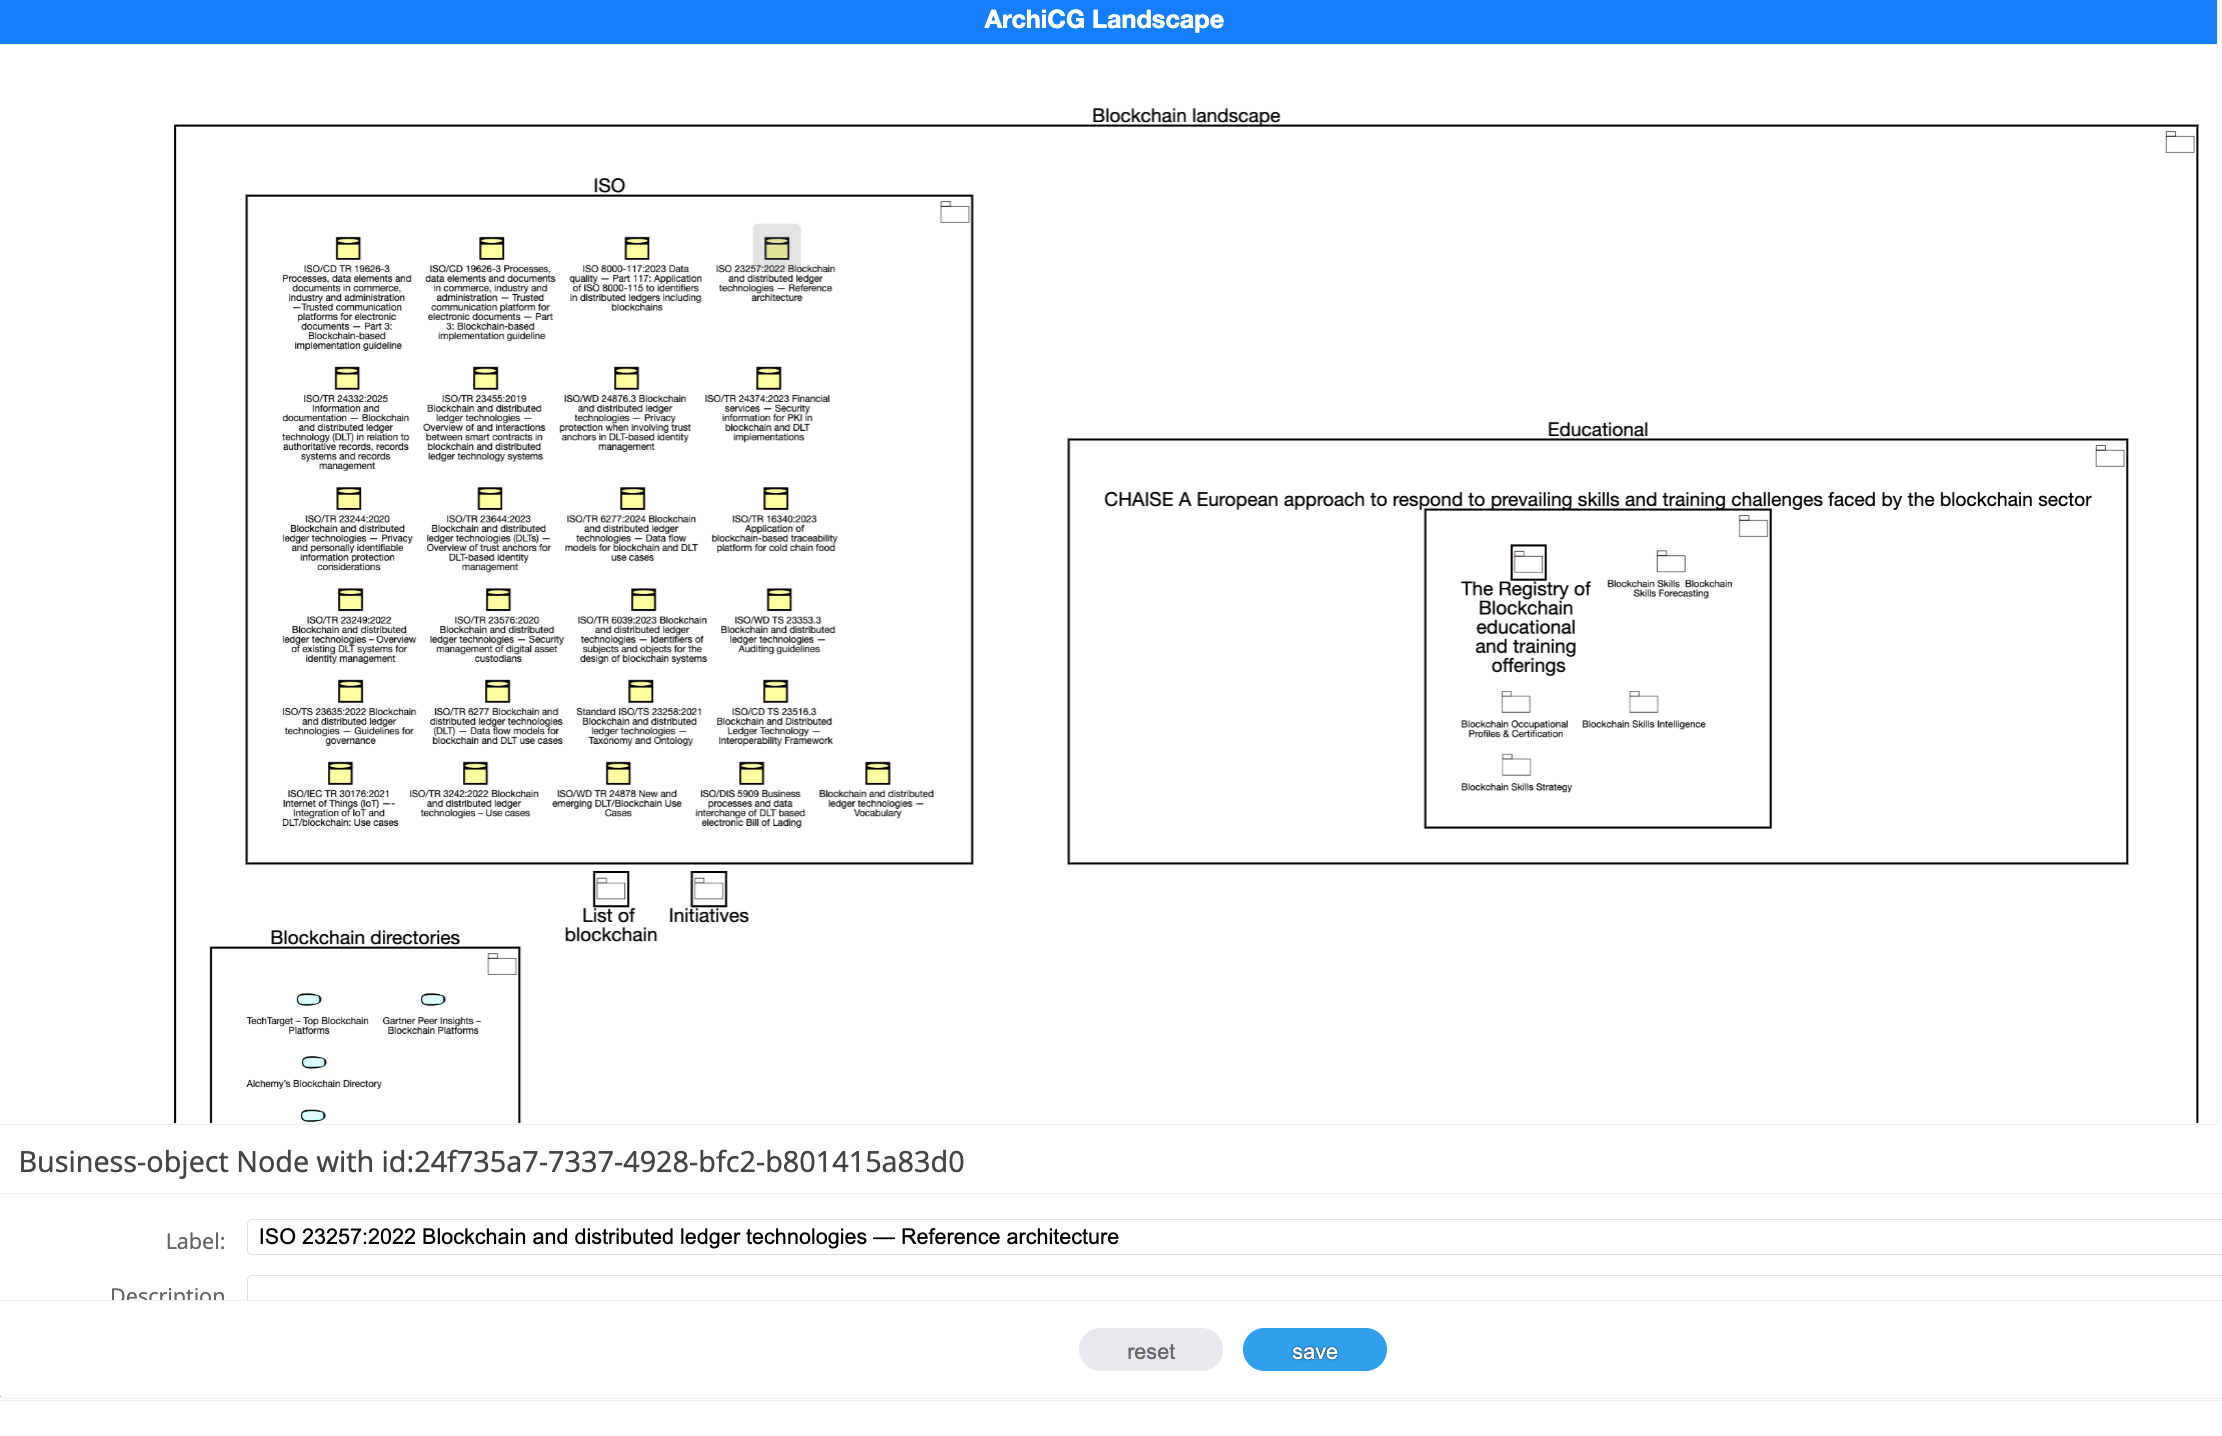 ArchiCG Landscape
Blockchain landscape
ISO
ISO/CD TR 19626-3
Processes, data elements and
documents in commerce,
industry and administration
—Trusted communication
platforms for electronic
documents — Part 3:
Blockchain-based
implementation guideline
ISO/CD 19626-3 Processes,
data elements and documents
in commerce, industry and
administration — Trusted
communication platform for
electronic documents — Part
3: Blockchain-based
implementation guideline
ISO 8000-117:2023 Data
quality — Part 117: Application
of ISO 8000-115 to identifiers
in distributed ledgers including
blockchains
ISO 23257:2022 Blockchain
and distributed ledger
technologies — Reference
architecture
ISO/TR 24332:2025
Information and
documentation — Blockchain
and distributed ledger
technology (DLT) in relation to
authoritative records, records
systems and records
management
ISO/TR 23455:2019
Blockchain and distributed
ledger technologies —
Overview of and interactions
between smart contracts in
blockchain and distributed
ledger technology systems
ISO/WD 24876.3 Blockchain
and distributed ledger
technologies — Privacy
protection when involving trust
anchors in DLT-based identity
management
ISO/TR 24374:2023 Financial
services — Security
information for PKI in
blockchain and DLT
implementations
ISO/TR 23244:2020
Blockchain and distributed
ledger technologies — Privacy
and personally identifiable
information protection
considerations
ISO/TR 23644:2023
Blockchain and distributed
ledger technologies (DLTs) —
Overview of trust anchors for
DLT-based identity
management
ISO/TR 6277:2024 Blockchain
and distributed ledger
technologies — Data flow
models for blockchain and DLT
use cases
ISO/TR 16340:2023
Application of
blockchain-based traceability
platform for cold chain food
ISO/TR 23249:2022
Blockchain and distributed
ledger technologies – Overview
of existing DLT systems for
identity management
ISO/TR 23576:2020
Blockchain and distributed
ledger technologies — Security
management of digital asset
custodians
ISO/TR 6039:2023 Blockchain
and distributed ledger
technologies — Identifiers of
subjects and objects for the
design of blockchain systems
ISO/WD TS 23353.3
Blockchain and distributed
ledger technologies —
Auditing guidelines
ISO/TS 23635:2022 Blockchain
and distributed ledger
technologies — Guidelines for
governance
ISO/TR 6277 Blockchain and
distributed ledger technologies
(DLT) — Data flow models for
blockchain and DLT use cases
Standard ISO/TS 23258:2021
Blockchain and distributed
ledger technologies —
Taxonomy and Ontology
ISO/CD TS 23516.3
Blockchain and Distributed
Ledger Technology —
Interoperability Framework
ISO/IEC TR 30176:2021
Internet of Things (IoT) —-
Integration of IoT and
DLT/blockchain: Use cases
ISO/TR 3242:2022 Blockchain
and distributed ledger
technologies – Use cases
ISO/WD TR 24878 New and
emerging DLT/Blockchain Use
Cases
ISO/DIS 5909 Business
processes and data
interchange of DLT based
electronic Bill of Lading
Blockchain and distributed
ledger technologies —
Vocabulary
Educational
CHAISE A European approach to respond to prevailing skills and training challenges faced by the blockchain sector
The Registry of
Blockchain
educational
and training
offerings
Blockchain Skills Blockchain
Skills Forecasting
Blockchain Occupational
Profiles & Certification
Blockchain Skills Intelligence
Blockchain Skills Strategy
List of
blockchain
Initiatives
Blockchain directories
TechTarget – Top Blockchain
Platforms
Gartner Peer Insights –
Blockchain Platforms
Alchemy's Blockchain Directory
Business-object Node with id:24f735a7-7337-4928-bfc2-b801415a83d0
Label:
ISO 23257:2022 Blockchain and distributed ledger technologies — Reference architecture
Description
reset
save